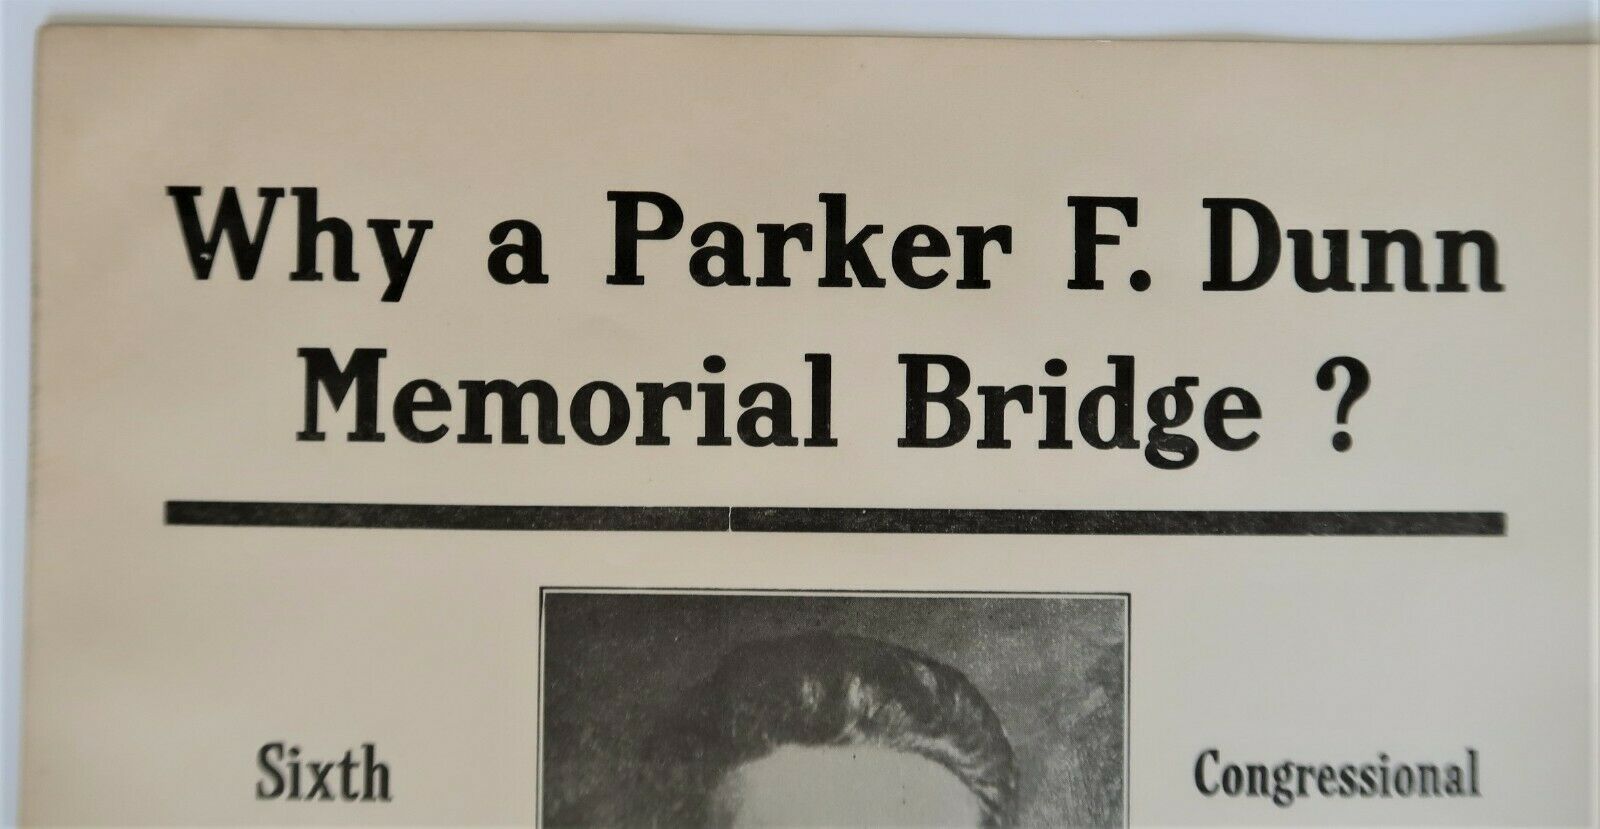 Why a Parker F. Dunn
Memorial Bridge ?
Sixth
Congressional